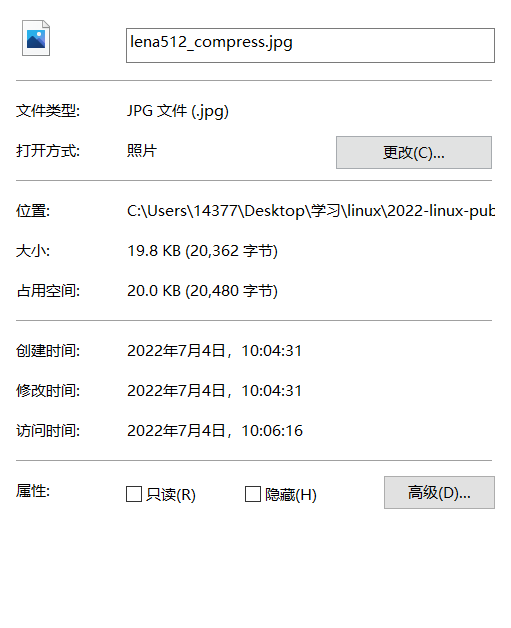 lena512_compress.jpg
文件类型: JPG 文件 (.jpg)
打开方式: 照片 更改(C)...
位置: C:\Users\14377\Desktop\学习\linux\2022-linux-pub
大小: 19.8 KB (20,362 字节)
占用空间: 20.0 KB (20,480 字节)
创建时间: 2022年7月4日，10:04:31
修改时间: 2022年7月4日，10:04:31
访问时间: 2022年7月4日，10:06:16
属性: 只读(R) 隐藏(H) 高级(D)...